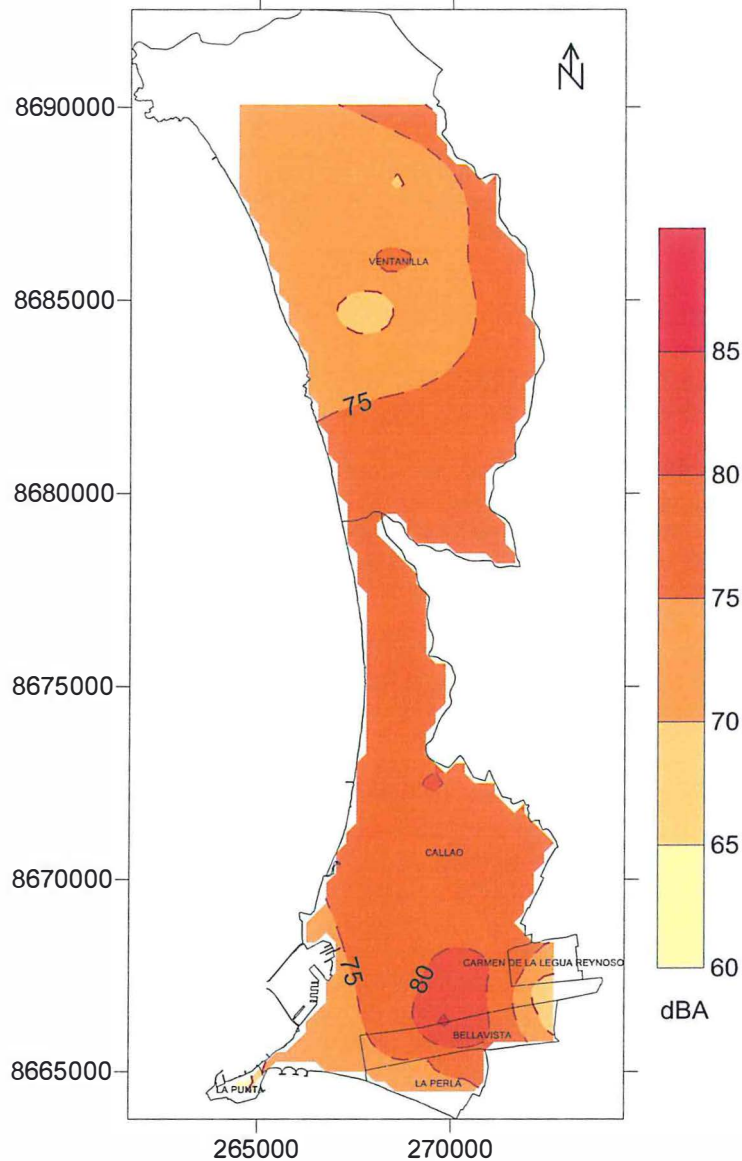 N
8690000
VENTANILLA
8685000
85
75
80
8680000
75
8675000
70
65
CALLAO
8670000
75
80
CARMEN DE LA LEGUA REYNOSO
60
dBA
BELLAVISTA
8665000
LA PUNTA
LA PERLA
265000
270000